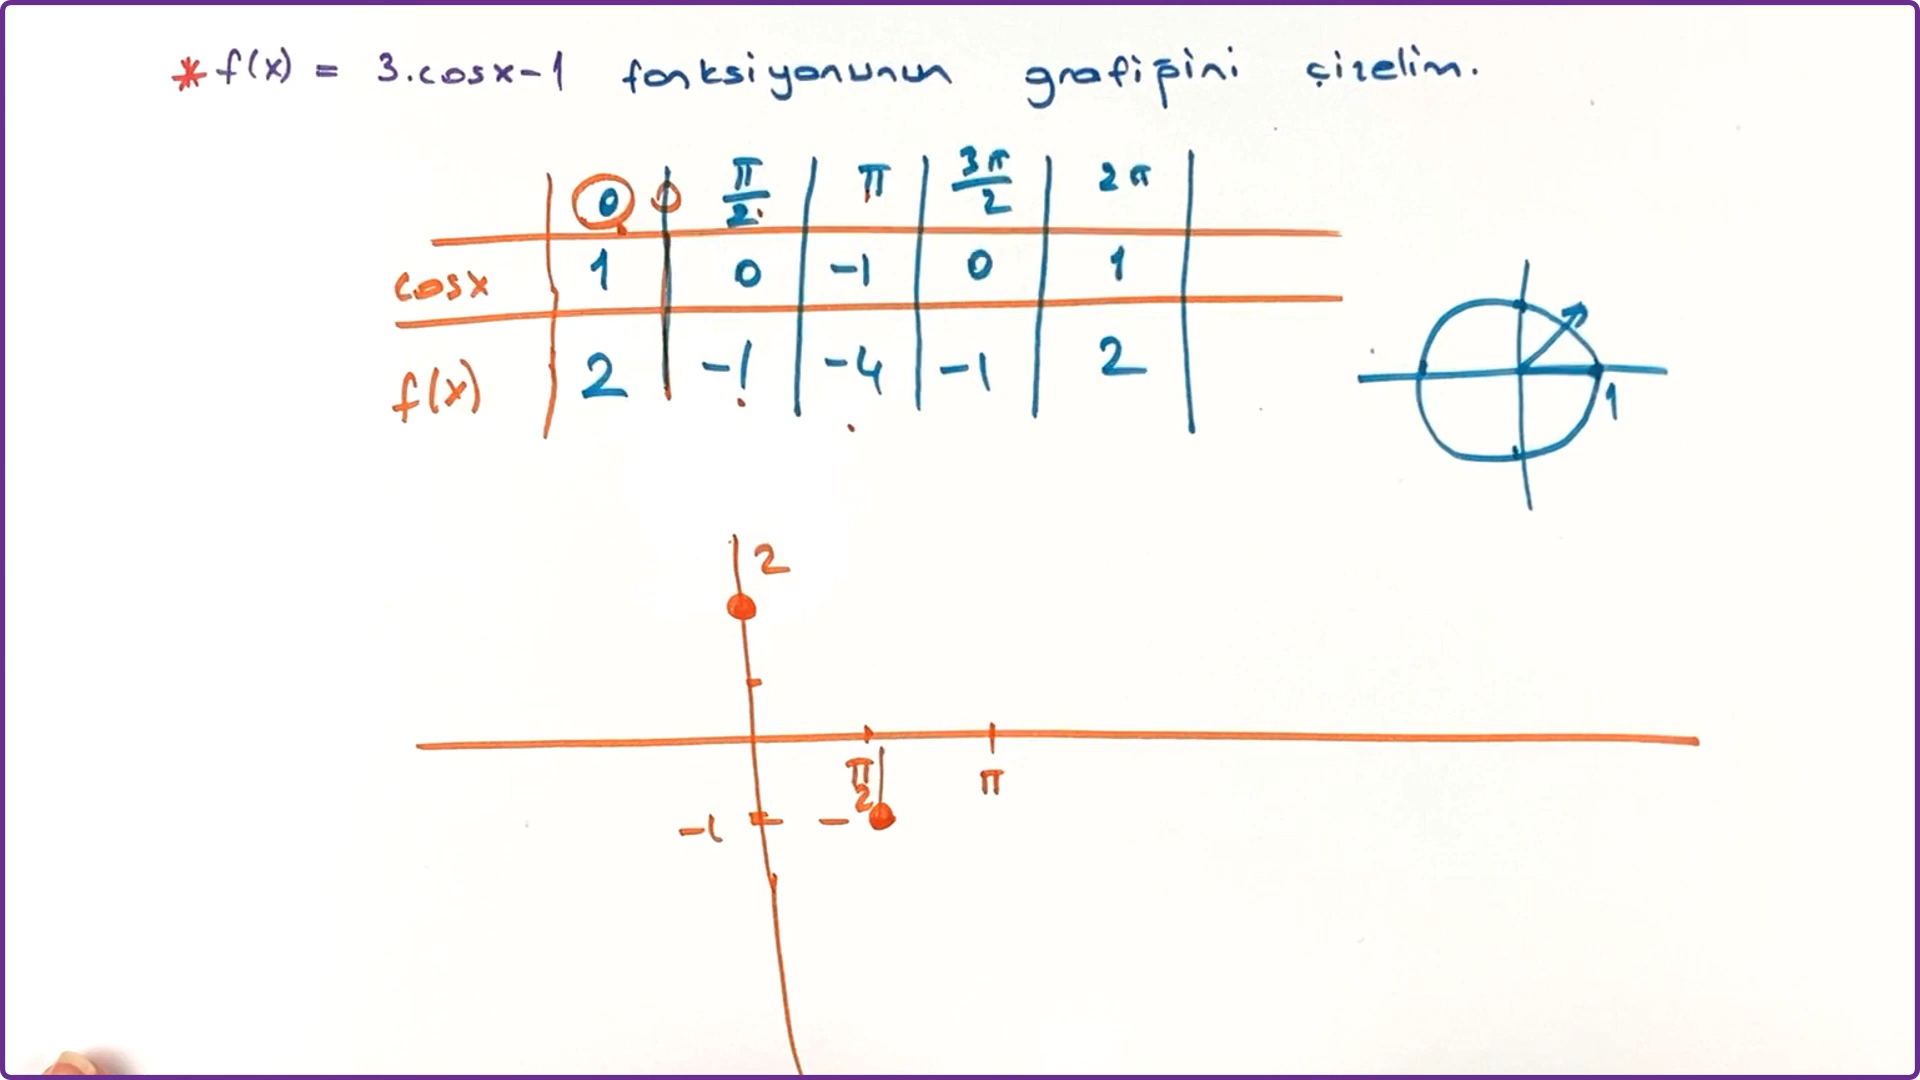 * f(x) = 3.cosx-1 fonksiyonunun grafiğini çizelim.
0 π/2 π 3π/2 2π
cosx 1 0 -1 0 1
f(x) 2 -1 -4 -1 2
1
2
π/2 π
-1